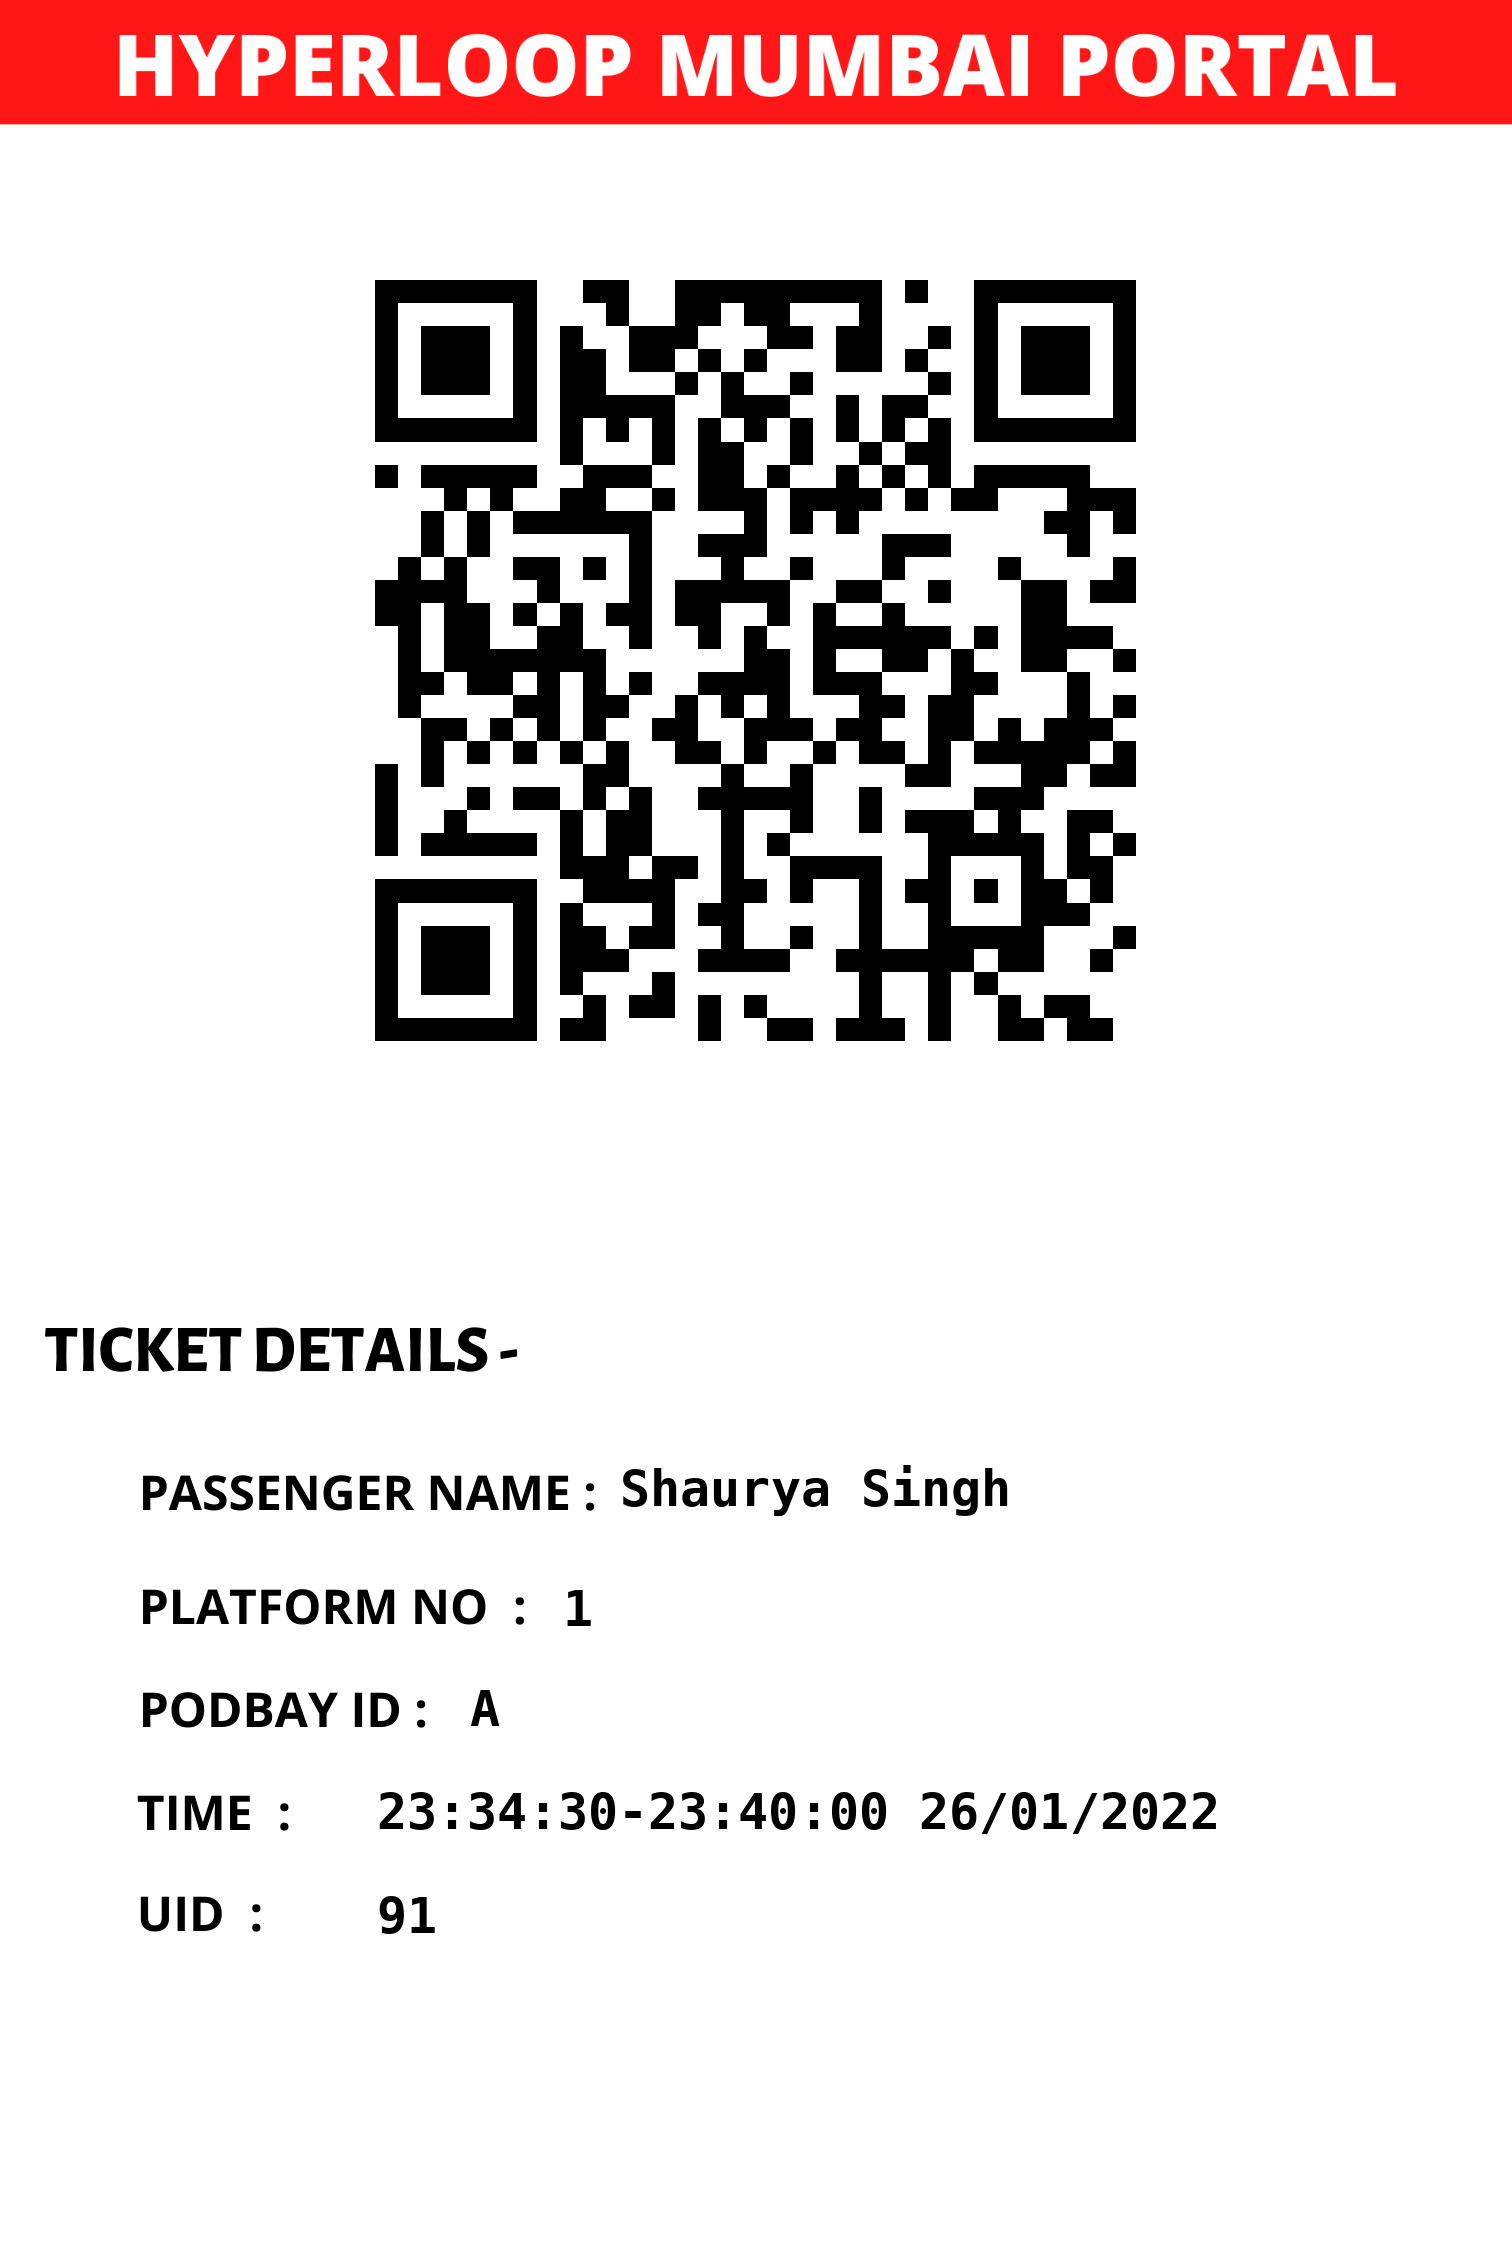 HYPERLOOP MUMBAI PORTAL
TICKET DETAILS -
PASSENGER NAME : Shaurya Singh
PLATFORM NO : 1
PODBAY ID : A
TIME : 23:34:30-23:40:00 26/01/2022
UID : 91